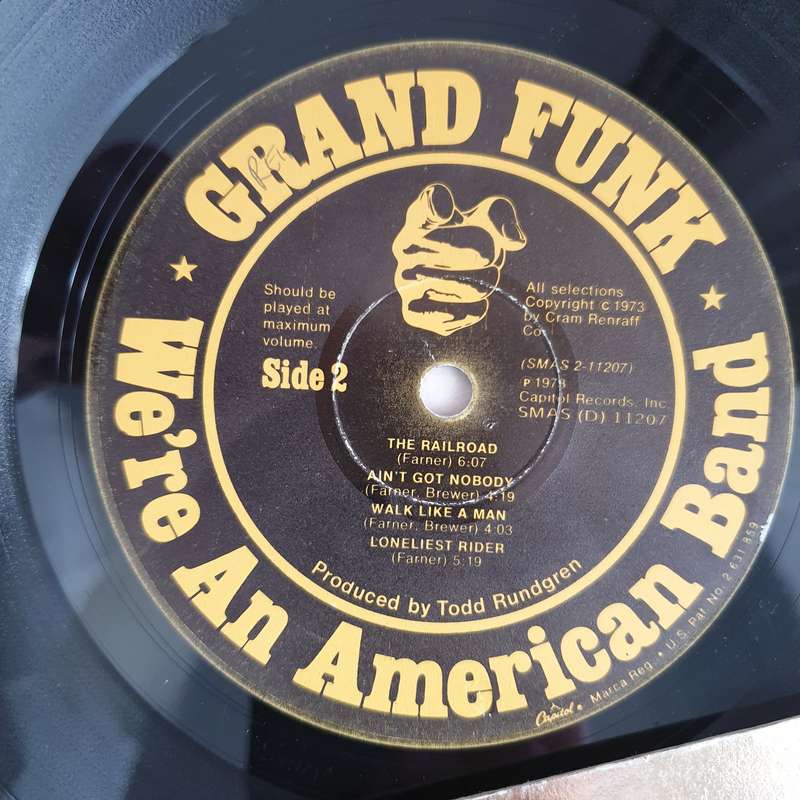 GRAND FUNK
Should be
played at
maximum
volume.
Side 2
All selections
Copyright © 1973
by Cram Renraff
Co.
(SMAS 2-11207)
℗ 1973
Capitol Records, Inc.
SMAS (D) 11207
THE RAILROAD
(Farner) 6:07
AIN'T GOT NOBODY
(Farner, Brewer) 4:19
WALK LIKE A MAN
(Farner, Brewer) 4:03
LONELIEST RIDER
(Farner) 5:19
Produced by Todd Rundgren
We're An American Band
Capitol • Marca Reg. • U.S. Pat. No. 2 631 859